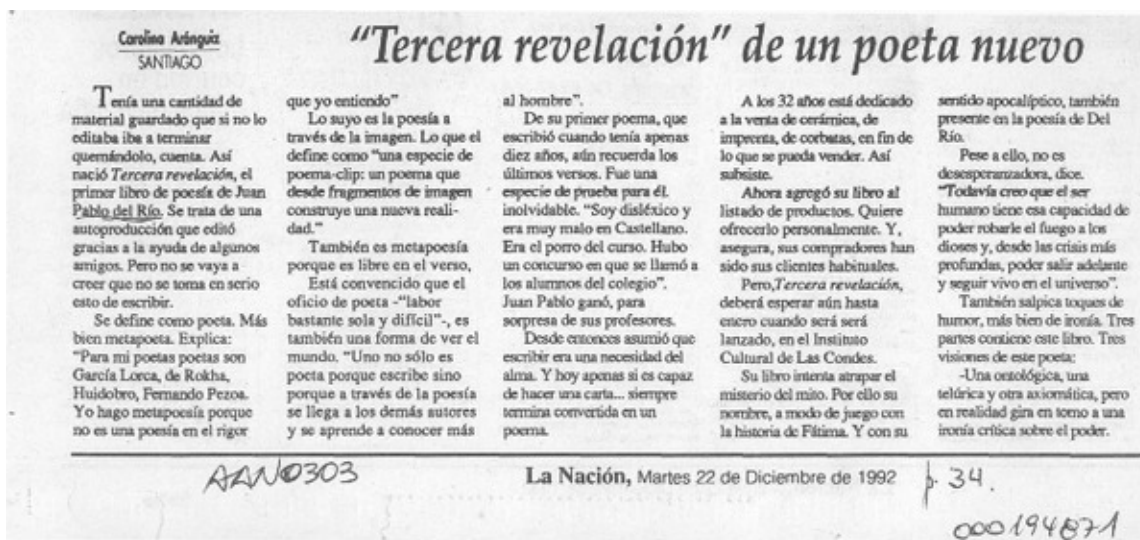 Carolina Aránguiz
SANTIAGO
"Tercera revelación" de un poeta nuevo
Tenía una cantidad de
material guardado que si no lo
editaba iba a terminar
quemándolo, cuenta. Así
nació Tercera revelación, el
primer libro de poesía de Juan
Pablo del Río. Se trata de una
autoproducción que editó
gracias a la ayuda de algunos
amigos. Pero no se vaya a
creer que no se toma en serio
esto de escribir.
Se define como poeta. Más
bien metapoeta. Explica:
"Para mi poetas poetas son
García Lorca, de Rokha,
Huidobro, Fernando Pezoa.
Yo hago metapoesía porque
no es una poesía en el rigor
que yo entiendo"
Lo suyo es la poesía a
través de la imagen. Lo que el
define como "una especie de
poema-clip: un poema que
desde fragmentos de imagen
construye una nueva reali-
dad."
También es metapoesía
porque es libre en el verso,
Está convencido que el
oficio de poeta -"labor
bastante sola y difícil"-, es
también una forma de ver el
mundo. "Uno no sólo es
poeta porque escribe sino
porque a través de la poesía
se llega a los demás autores
y se aprende a conocer más
al hombre".
De su primer poema, que
escribió cuando tenía apenas
diez años, aún recuerda los
últimos versos. Fue una
especie de prueba para él.
inolvidable. "Soy disléxico y
era muy malo en Castellano.
Era el porro del curso. Hubo
un concurso en que se llamó a
los alumnos del colegio".
Juan Pablo ganó, para
sorpresa de sus profesores.
Desde entonces asumió que
escribir era una necesidad del
alma. Y hoy apenas si es capaz
de hacer una carta... siempre
termina convertida en un
poema.
A los 32 años está dedicado
a la venta de cerámica, de
imprenta, de corbatas, en fin de
lo que se pueda vender. Así
subsiste.
Ahora agregó su libro al
listado de productos. Quiere
ofrecerlo personalmente. Y,
asegura, sus compradores han
sido sus clientes habituales.
Pero, Tercera revelación,
deberá esperar aún hasta
enero cuando será será
lanzado, en el Instituto
Cultural de Las Condes.
Su libro intenta atrapar el
misterio del mito. Por ello su
nombre, a modo de juego con
la historia de Fátima. Y con su
sentido apocalíptico, también
presente en la poesía de Del
Río.
Pese a ello, no es
desesperanzadora, dice.
"Todavía creo que el ser
humano tiene esa capacidad de
poder robarle el fuego a los
dioses y, desde las crisis más
profundas, poder salir adelante
y seguir vivo en el universo".
También salpica toques de
humor, más bien de ironía. Tres
partes contiene este libro. Tres
visiones de este poeta:
-Una ontológica, una
telúrica y otra axiomática, pero
en realidad gira en torno a una
ironía crítica sobre el poder.
AAN0303
La Nación, Martes 22 de Diciembre de 1992
p. 34.
000194871